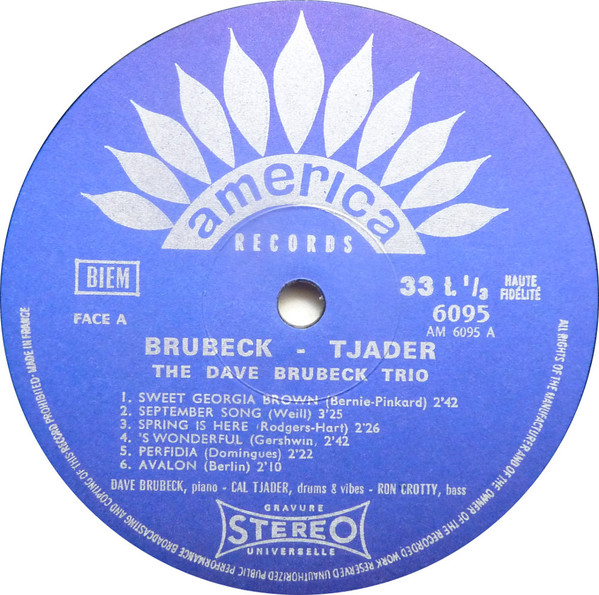 america
RECORDS
BIEM
33 t. 1/3
HAUTE
FIDÉLITÉ
FACE A
6095
AM 6095 A
BRUBECK - TJADER
THE DAVE BRUBECK TRIO
1. SWEET GEORGIA BROWN (Bernie-Pinkard) 2'42
2. SEPTEMBER SONG (Weill) 3'25
3. SPRING IS HERE (Rodgers-Hart) 2'26
4. 'S WONDERFUL (Gershwin, 2'42
5. PERFIDIA (Domingues) 2'22
6. AVALON (Berlin) 2'10
DAVE BRUBECK, piano - CAL TJADER, drums & vibes - RON CROTTY, bass
GRAVURE
STEREO
UNIVERSELLE
ALL RIGHTS OF THE MANUFACTURER AND OF THE OWNER OF THE RECORDED WORK RESERVED UNAUTHORIZED PUBLIC PERFORMANCE BROADCASTING AND COPYING OF THIS RECORD PROHIBITED - MADE IN FRANCE